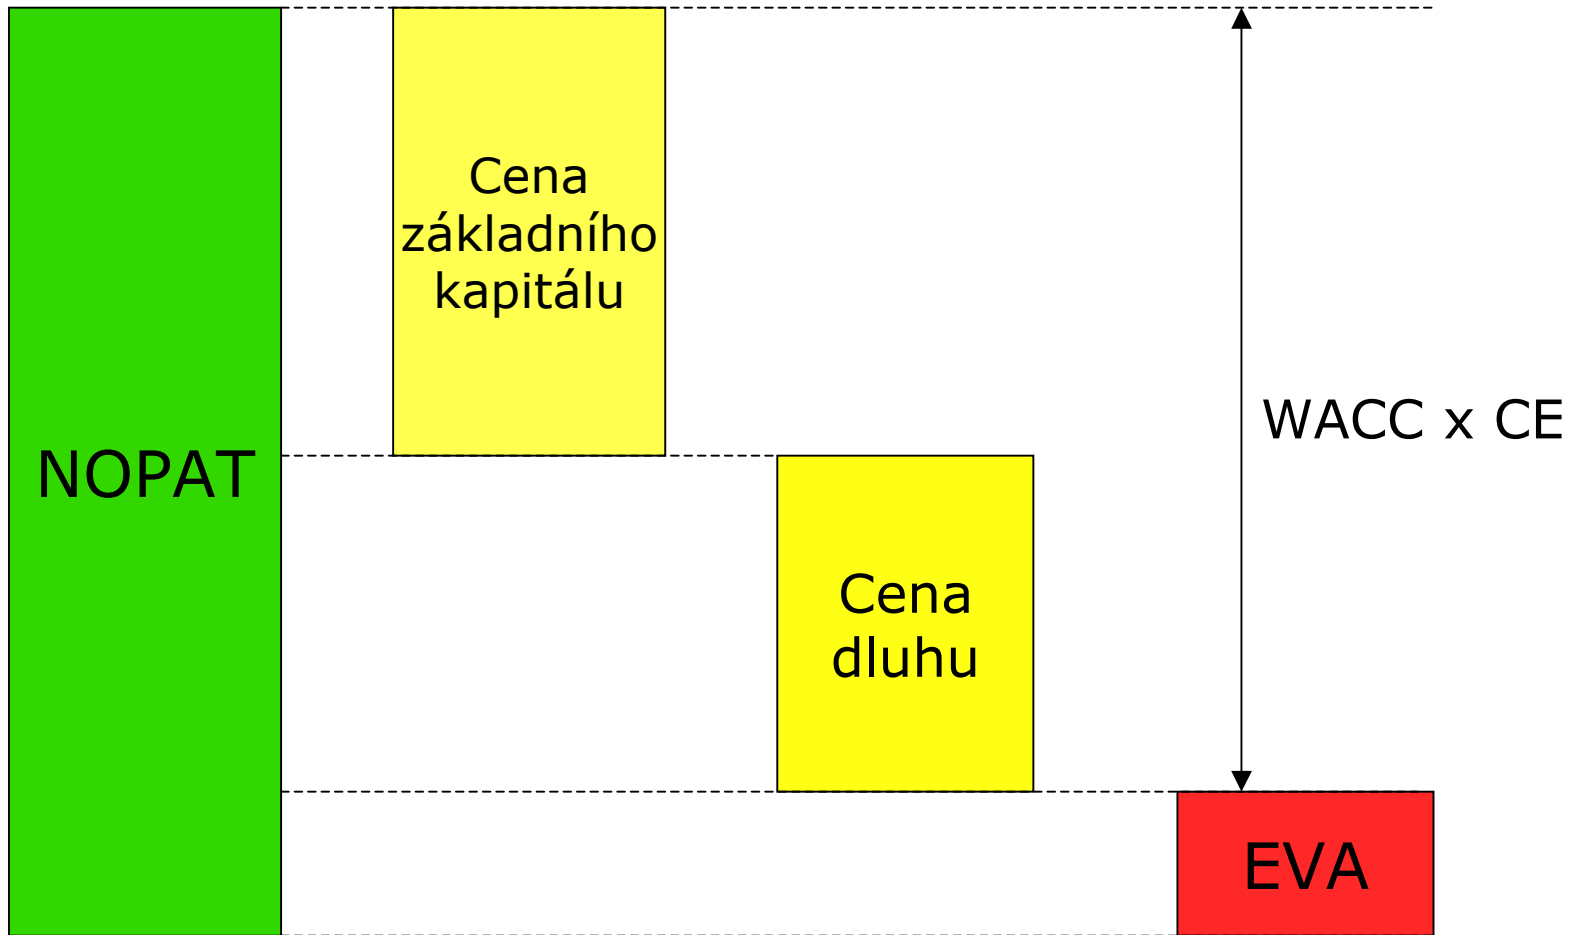 Cena
základního
kapitálu
WACC x CE
NOPAT
Cena
dluhu
EVA